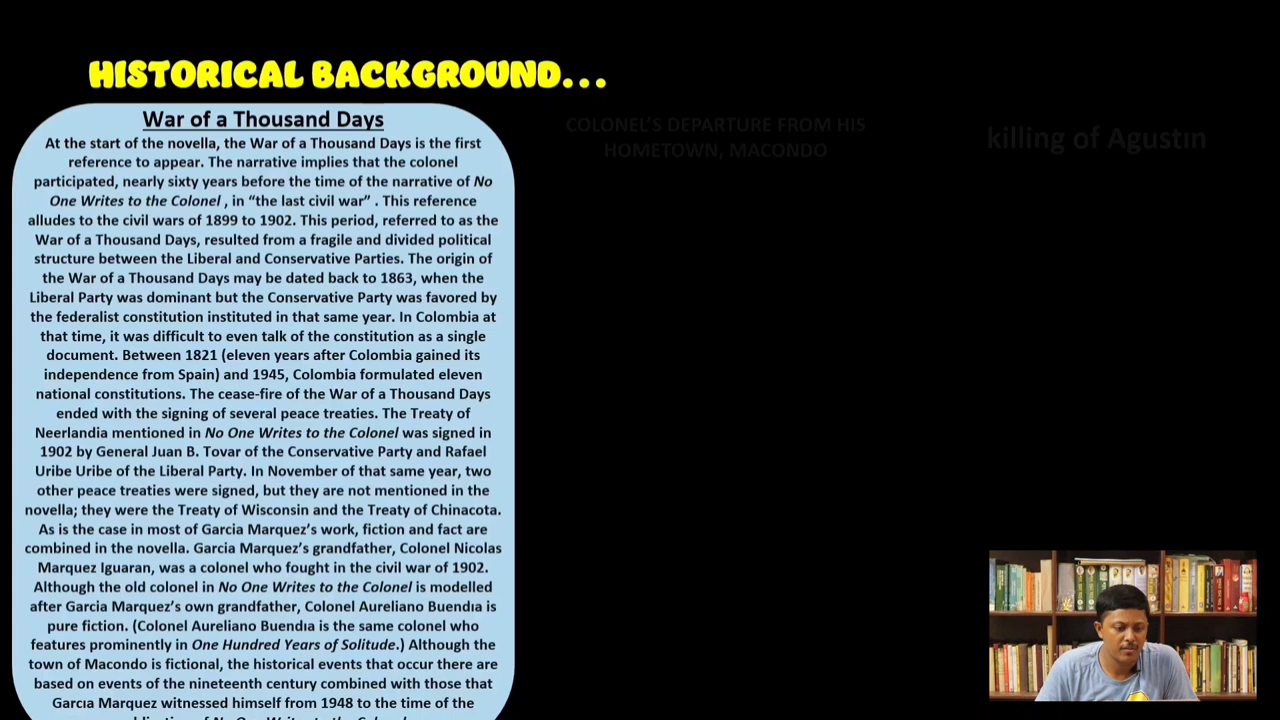 HISTORICAL BACKGROUND...
War of a Thousand Days
At the start of the novella, the War of a Thousand Days is the first
reference to appear. The narrative implies that the colonel
participated, nearly sixty years before the time of the narrative of No
One Writes to the Colonel , in “the last civil war” . This reference
alludes to the civil wars of 1899 to 1902. This period, referred to as the
War of a Thousand Days, resulted from a fragile and divided political
structure between the Liberal and Conservative Parties. The origin of
the War of a Thousand Days may be dated back to 1863, when the
Liberal Party was dominant but the Conservative Party was favored by
the federalist constitution instituted in that same year. In Colombia at
that time, it was difficult to even talk of the constitution as a single
document. Between 1821 (eleven years after Colombia gained its
independence from Spain) and 1945, Colombia formulated eleven
national constitutions. The cease-fire of the War of a Thousand Days
ended with the signing of several peace treaties. The Treaty of
Neerlandia mentioned in No One Writes to the Colonel was signed in
1902 by General Juan B. Tovar of the Conservative Party and Rafael
Uribe Uribe of the Liberal Party. In November of that same year, two
other peace treaties were signed, but they are not mentioned in the
novella; they were the Treaty of Wisconsin and the Treaty of Chinacota.
As is the case in most of Garcia Marquez’s work, fiction and fact are
combined in the novella. Garcia Marquez’s grandfather, Colonel Nicolas
Marquez Iguaran, was a colonel who fought in the civil war of 1902.
Although the old colonel in No One Writes to the Colonel is modelled
after Garcia Marquez’s own grandfather, Colonel Aureliano Buendıa is
pure fiction. (Colonel Aureliano Buendıa is the same colonel who
features prominently in One Hundred Years of Solitude.) Although the
town of Macondo is fictional, the historical events that occur there are
based on events of the nineteenth century combined with those that
Garcıa Marquez witnessed himself from 1948 to the time of the
No One Writes to the Colonel
COLONEL’S DEPARTURE FROM HIS
HOMETOWN, MACONDO
killing of Agustın